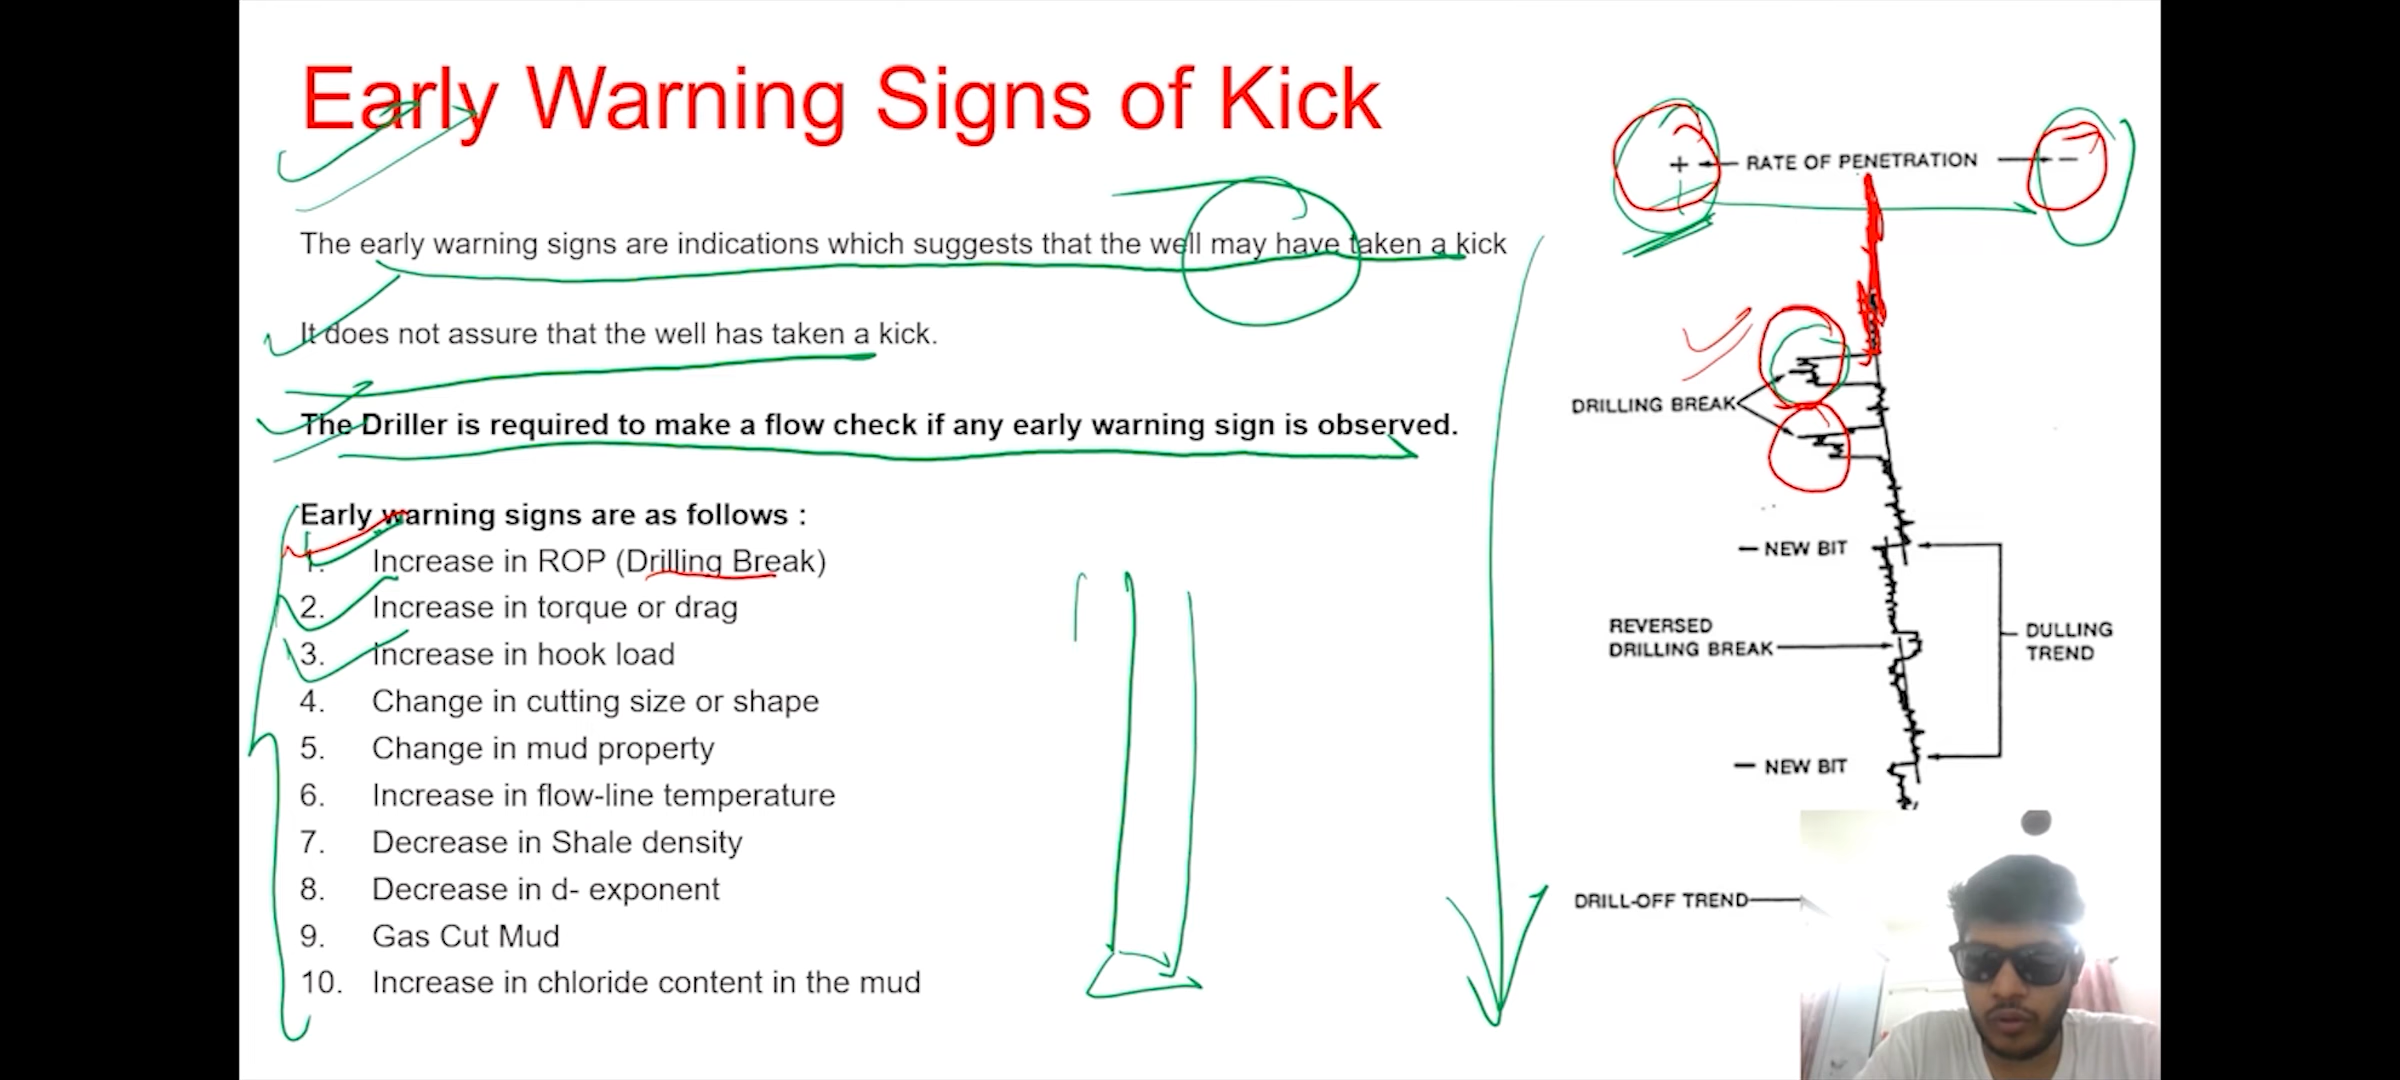 Early Warning Signs of Kick
The early warning signs are indications which suggests that the well may have taken a kick
It does not assure that the well has taken a kick.
The Driller is required to make a flow check if any early warning sign is observed.
Early warning signs are as follows :
1. Increase in ROP (Drilling Break)
2. Increase in torque or drag
3. Increase in hook load
4. Change in cutting size or shape
5. Change in mud property
6. Increase in flow-line temperature
7. Decrease in Shale density
8. Decrease in d- exponent
9. Gas Cut Mud
10. Increase in chloride content in the mud
+ RATE OF PENETRATION –
DRILLING BREAK
NEW BIT
REVERSED
DRILLING BREAK
DULLING
TREND
NEW BIT
DRILL-OFF TREND